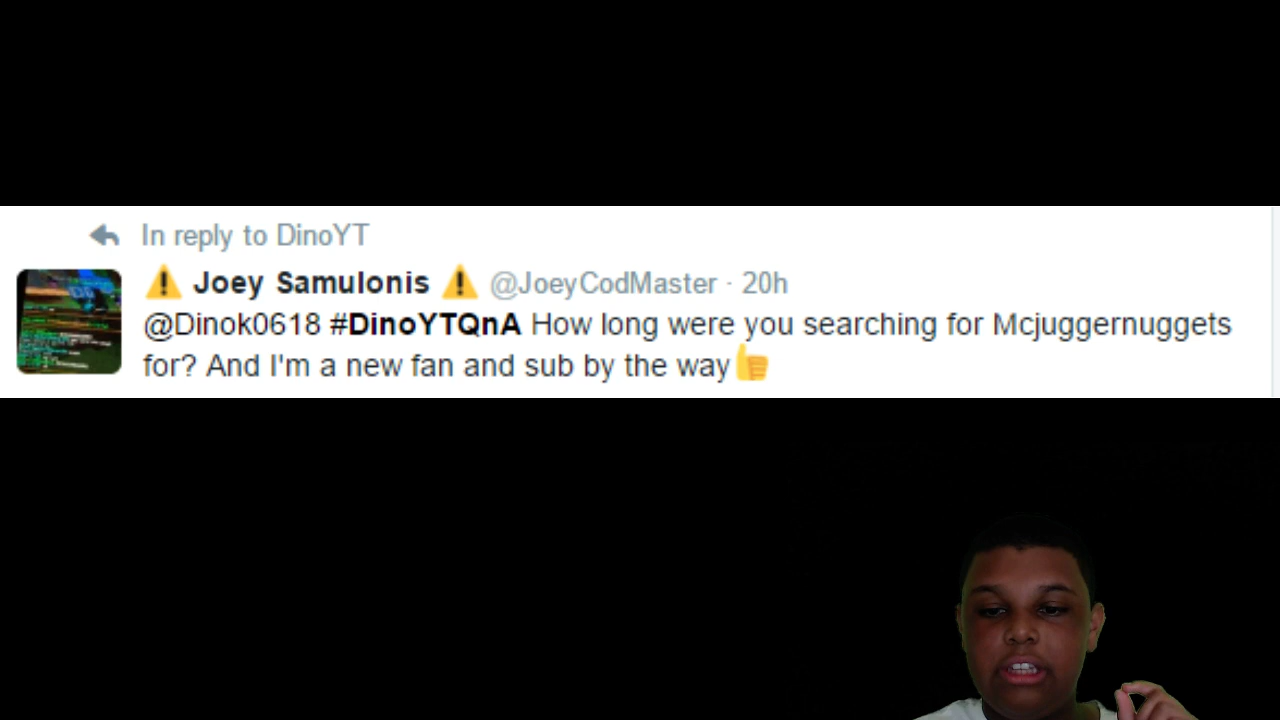 In reply to DinoYT
⚠ Joey Samulonis ⚠ @JoeyCodMaster · 20h
@Dinok0618 #DinoYTQnA How long were you searching for Mcjuggernuggets
for? And I'm a new fan and sub by the way👍